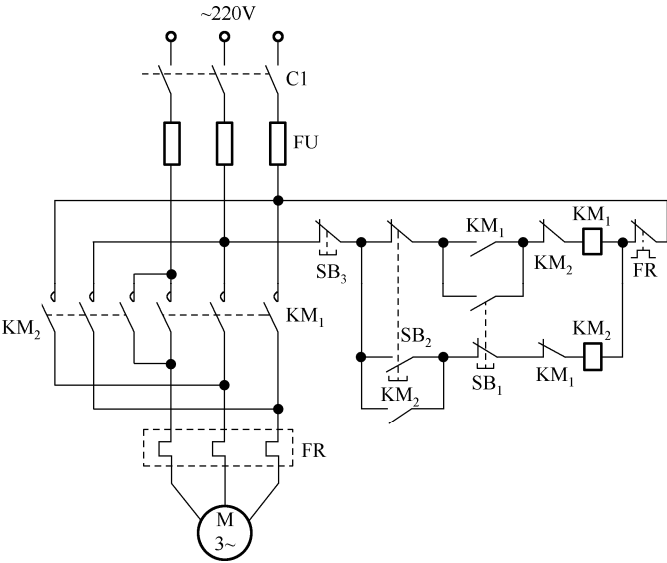 ~220V
C1
FU
KM₁
KM₁
SB₃
KM₂
FR
KM₂
KM₁
SB₂
KM₂
KM₂
SB₁
KM₁
FR
M
3~